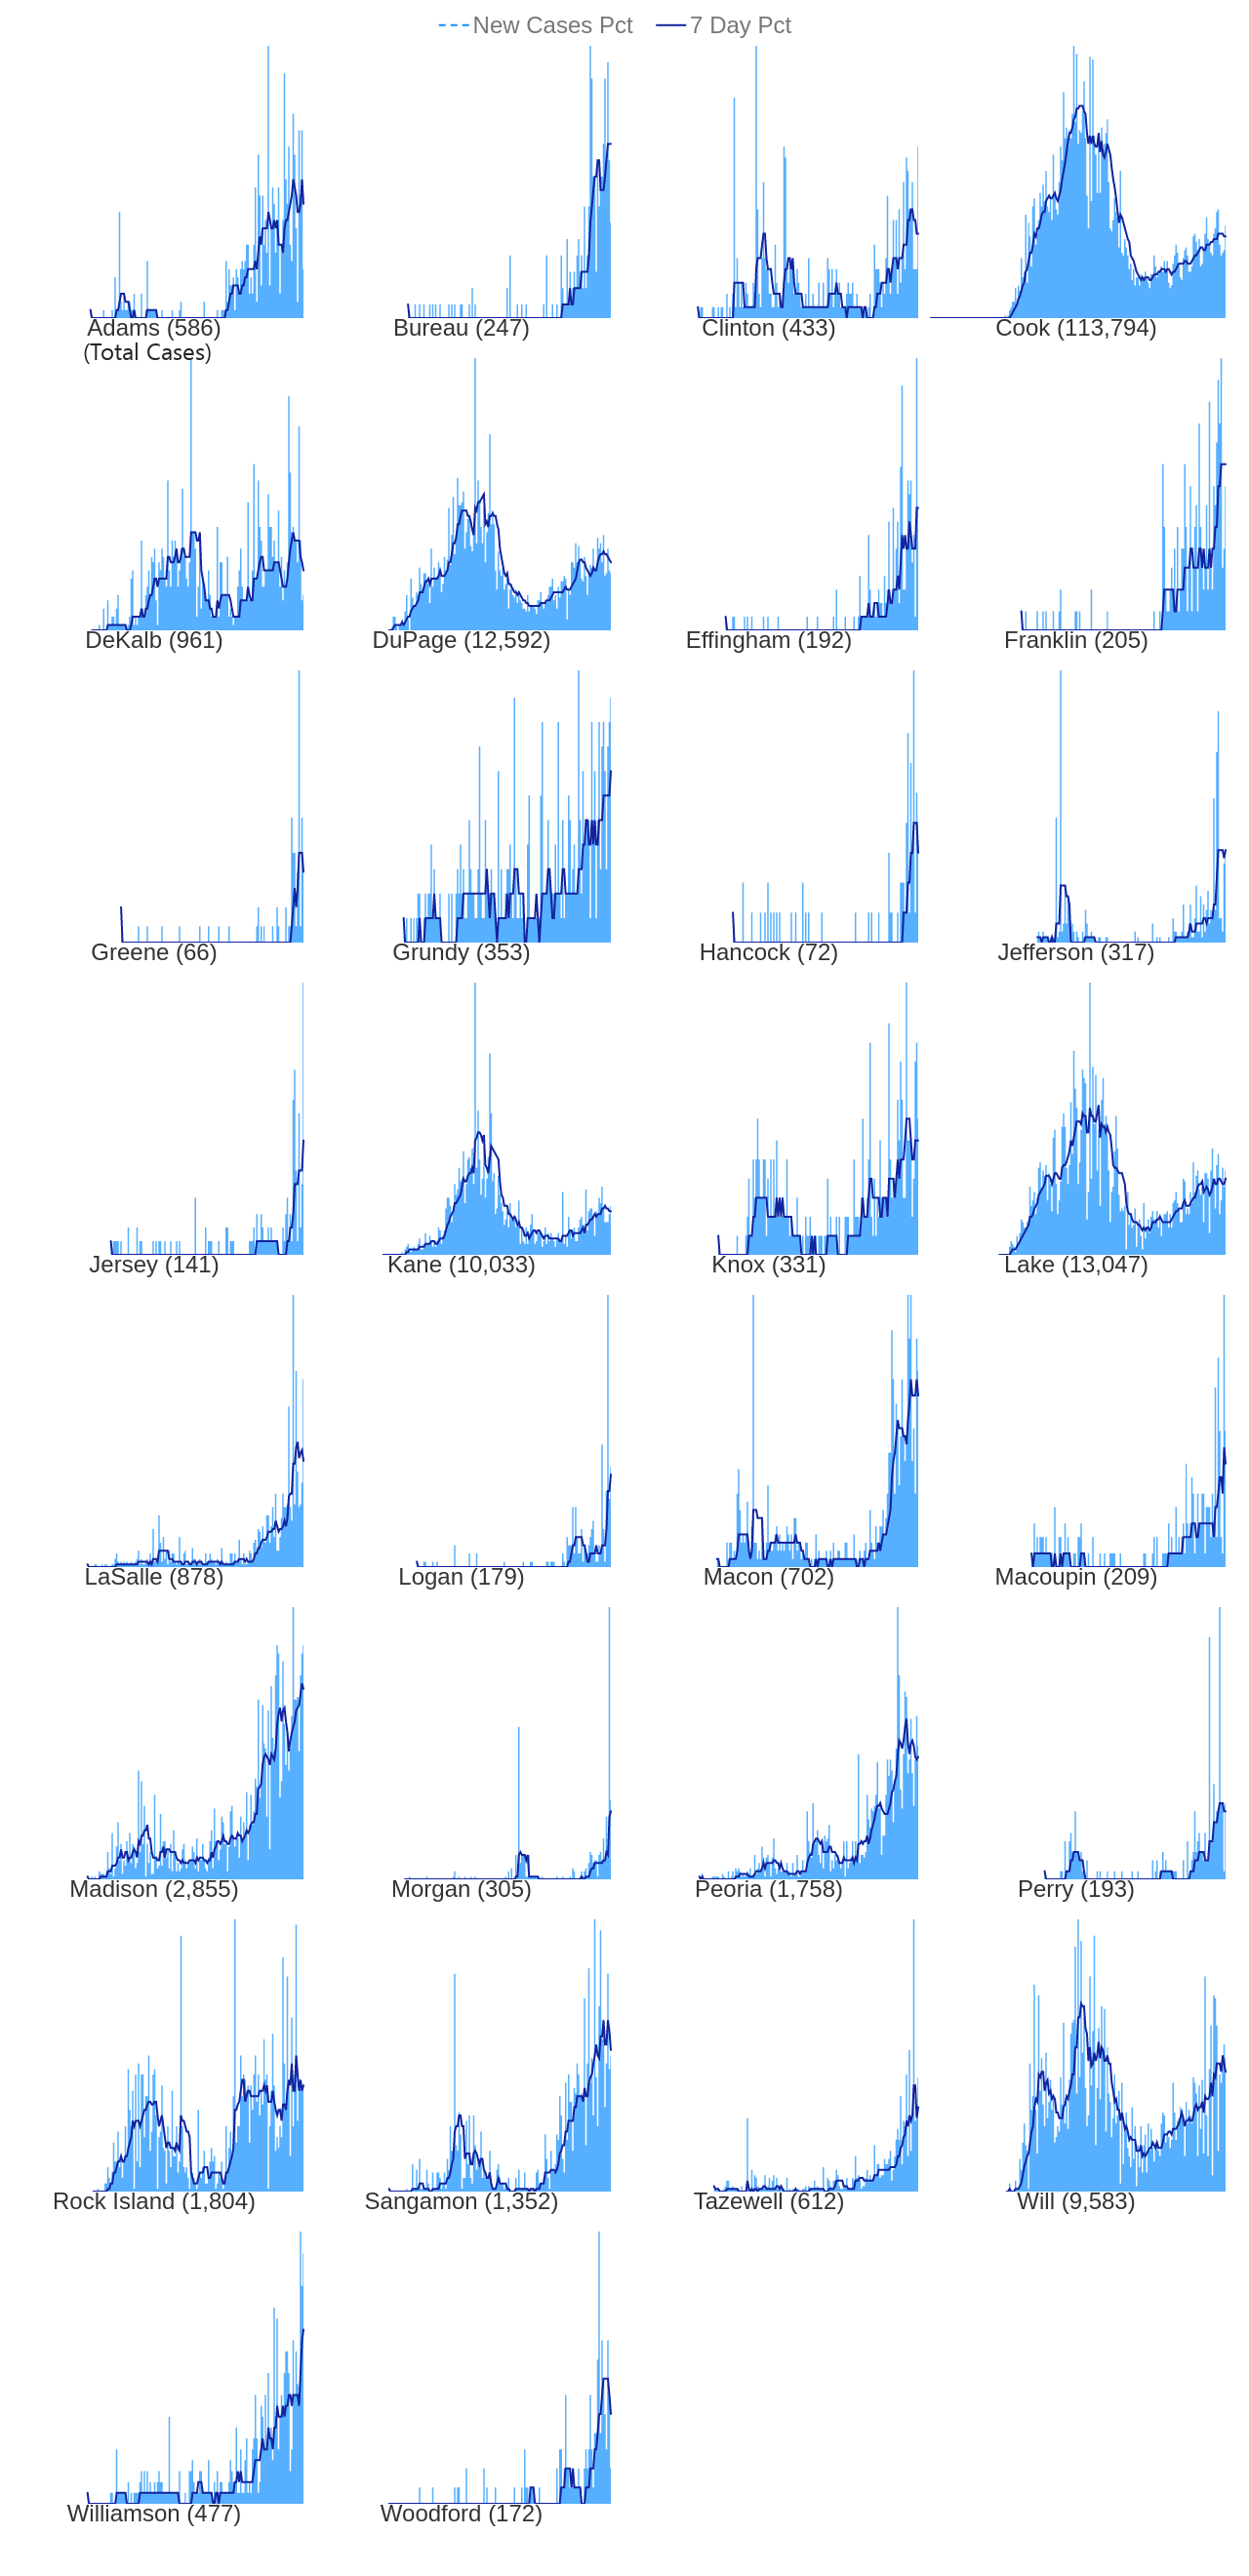 New Cases Pct 7 Day Pct
Adams (586) Bureau (247) Clinton (433) Cook (113,794)
(Total Cases)
DeKalb (961) DuPage (12,592) Effingham (192) Franklin (205)
Greene (66) Grundy (353) Hancock (72) Jefferson (317)
Jersey (141) Kane (10,033) Knox (331) Lake (13,047)
LaSalle (878) Logan (179) Macon (702) Macoupin (209)
Madison (2,855) Morgan (305) Peoria (1,758) Perry (193)
Rock Island (1,804) Sangamon (1,352) Tazewell (612) Will (9,583)
Williamson (477) Woodford (172)